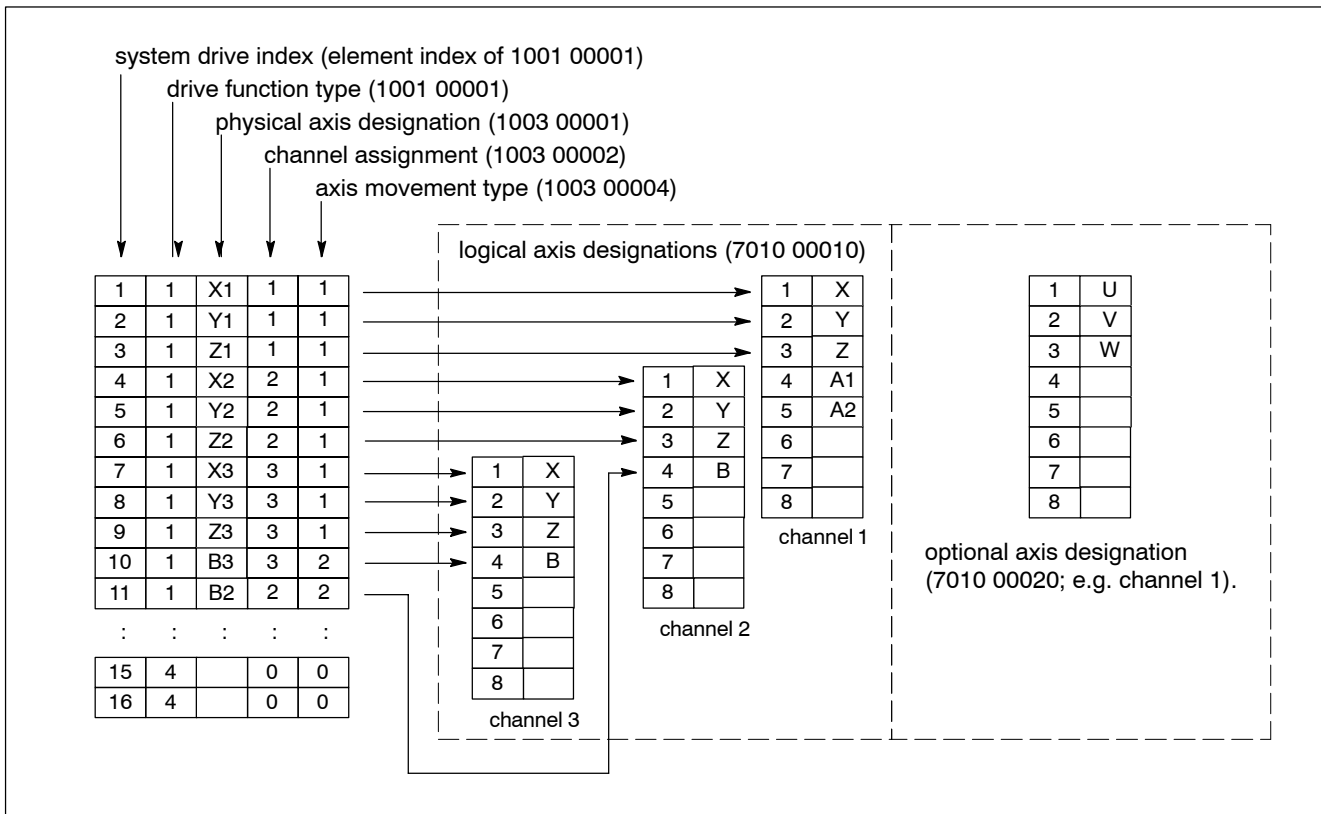 system drive index (element index of 1001 00001)
drive function type (1001 00001)
physical axis designation (1003 00001)
channel assignment (1003 00002)
axis movement type (1003 00004)
logical axis designations (7010 00010)
1 1 X1 1 1
2 1 Y1 1 1
3 1 Z1 1 1
4 1 X2 2 1
5 1 Y2 2 1
6 1 Z2 2 1
7 1 X3 3 1
8 1 Y3 3 1
9 1 Z3 3 1
10 1 B3 3 2
11 1 B2 2 2
: : : : :
15 4 0 0
16 4 0 0
1 X
2 Y
3 Z
4 B
5
6
7
8
channel 3
1 X
2 Y
3 Z
4 B
5
6
7
8
channel 2
1 X
2 Y
3 Z
4 A1
5 A2
6
7
8
channel 1
1 U
2 V
3 W
4
5
6
7
8
optional axis designation
(7010 00020; e.g. channel 1).